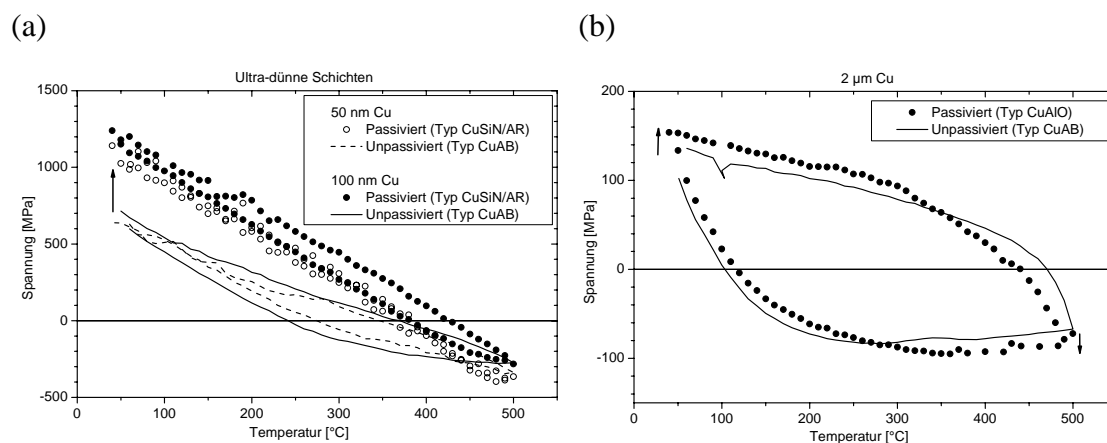 (a)
Ultra-dünne Schichten
1500
1000
500
0
-500
Spannung [MPa]
0
100
200
300
400
500
Temperatur [°C]
50 nm Cu
Passiviert (Typ CuSiN/AR)
Unpassiviert (Typ CuAB)
100 nm Cu
Passiviert (Typ CuSiN/AR)
Unpassiviert (Typ CuAB)
(b)
2 µm Cu
200
100
0
-100
Spannung [MPa]
0
100
200
300
400
500
Temperatur [°C]
Passiviert (Typ CuAlO)
Unpassiviert (Typ CuAB)